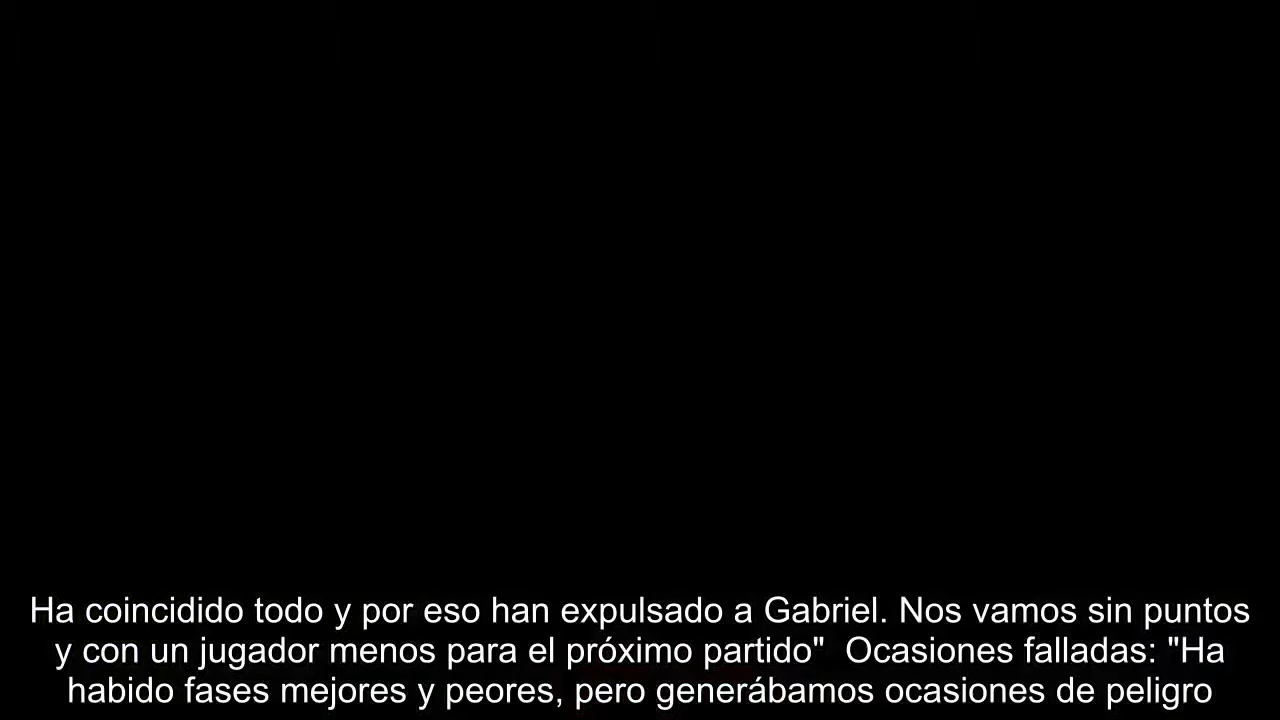 Ha coincidido todo y por eso han expulsado a Gabriel. Nos vamos sin puntos
y con un jugador menos para el próximo partido"  Ocasiones falladas: "Ha
habido fases mejores y peores, pero generábamos ocasiones de peligro